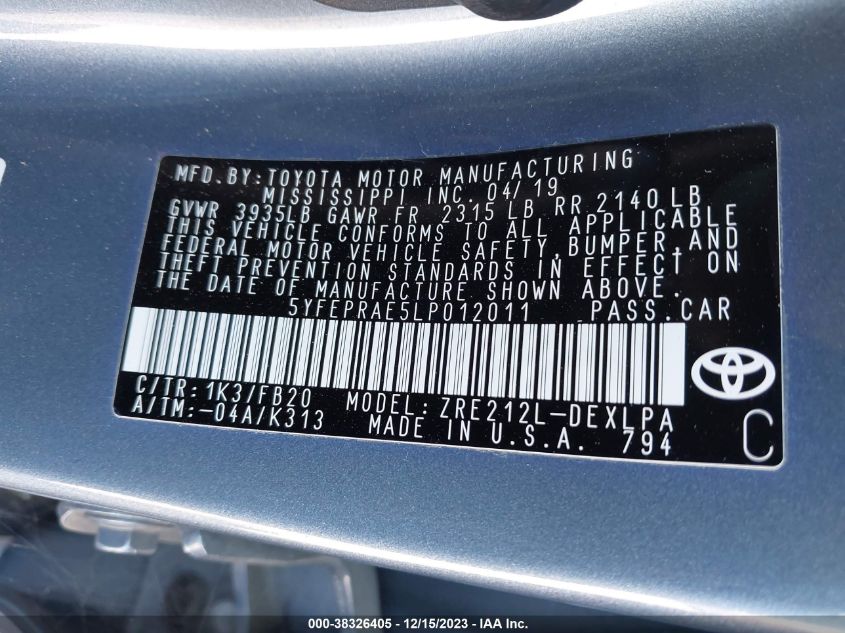 MFD. BY: TOYOTA MOTOR MANUFACTURING
MISSISSIPPI INC. 04/19
GVWR 3935LB GAWR FR 2315 LB RR 2140 LB
THIS VEHICLE CONFORMS TO ALL APPLICABLE
FEDERAL MOTOR VEHICLE SAFETY, BUMPER, AND
THEFT PREVENTION STANDARDS IN EFFECT ON
THE DATE OF MANUFACTURE SHOWN ABOVE.
5YFEPRAE5LP012011 PASS. CAR
C/TR: 1K3/FB20 MODEL: ZRE212L-DEXLPA
A/TM: -04A/K313 MADE IN U.S.A. 794
C
000-38326405 - 12/15/2023 - IAA Inc.